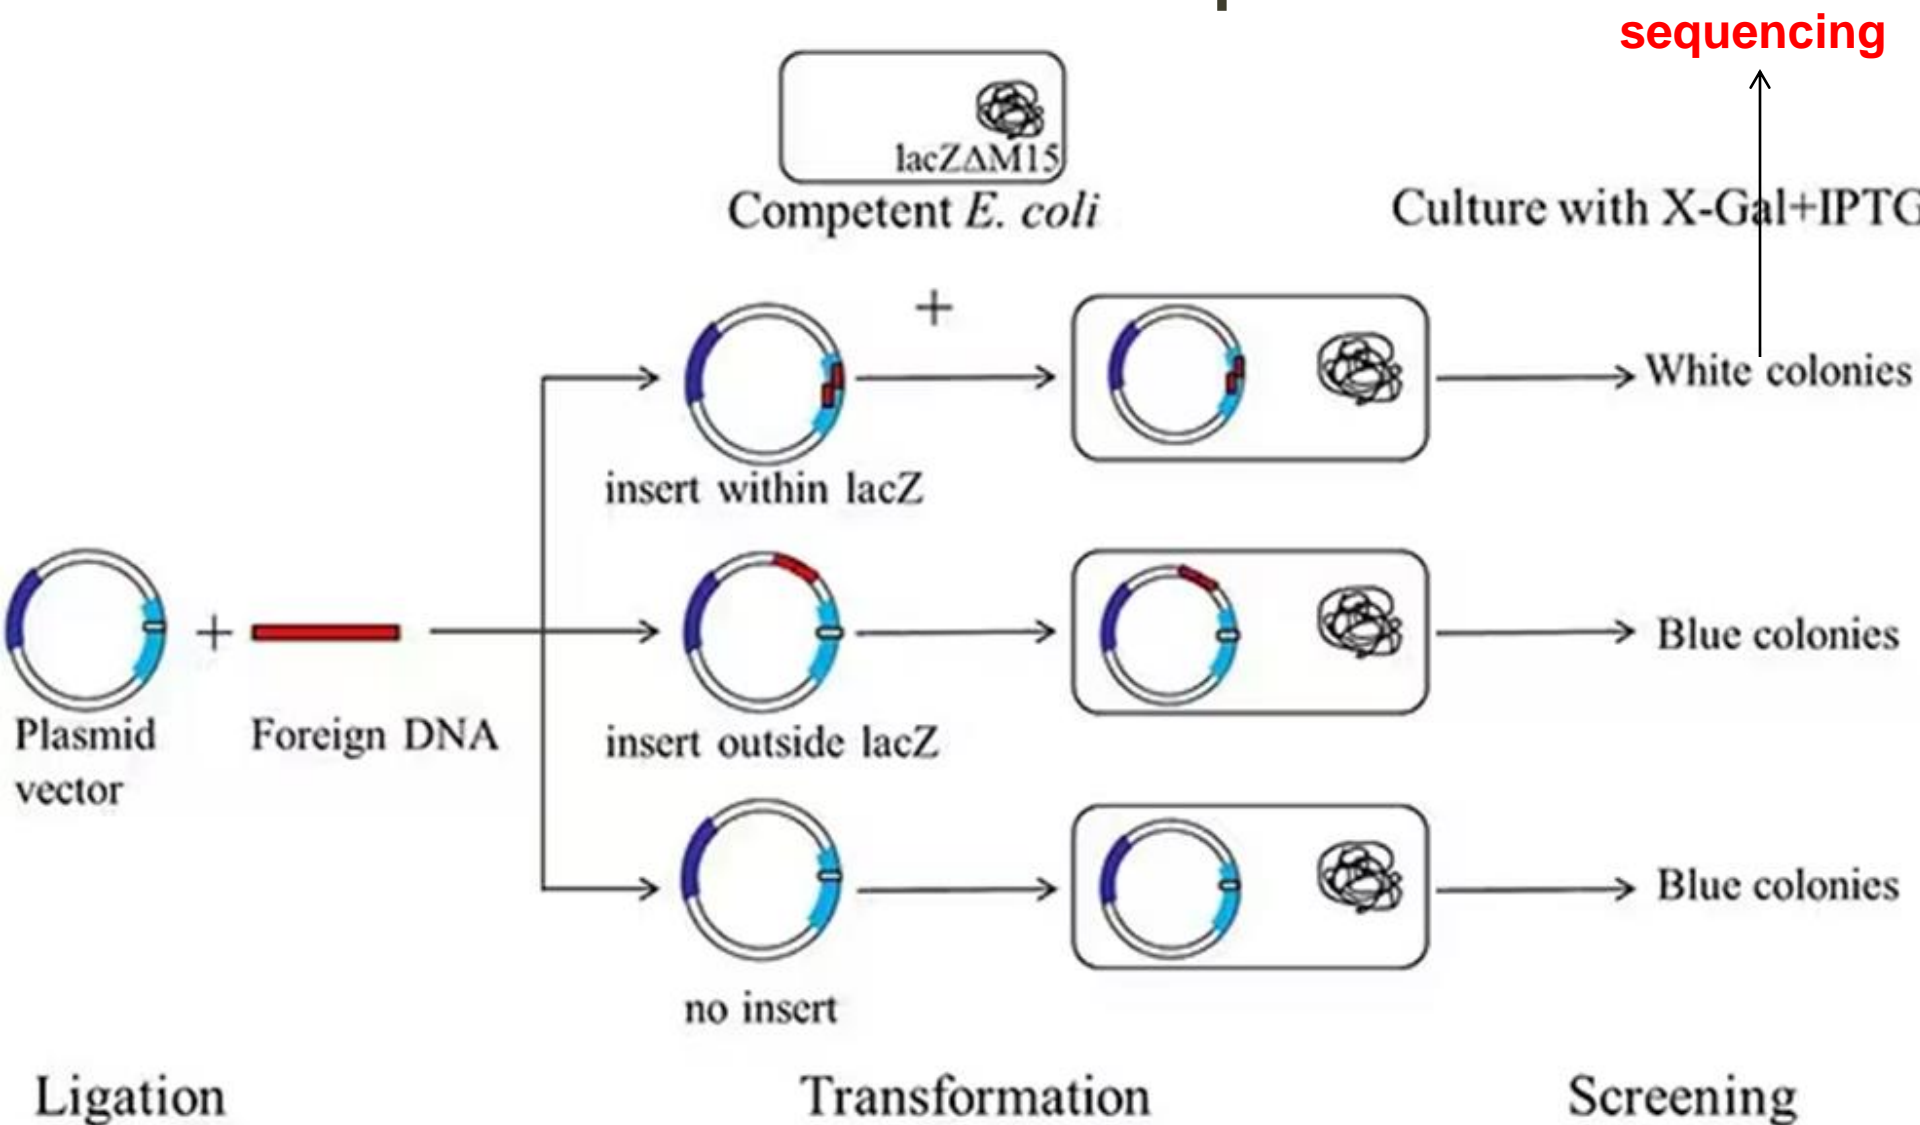 sequencing
lacZΔM15
Competent E. coli
Culture with X-Gal+IPTG
+
White colonies
insert within lacZ
+
Blue colonies
Plasmid
vector
Foreign DNA
insert outside lacZ
Blue colonies
no insert
Ligation
Transformation
Screening